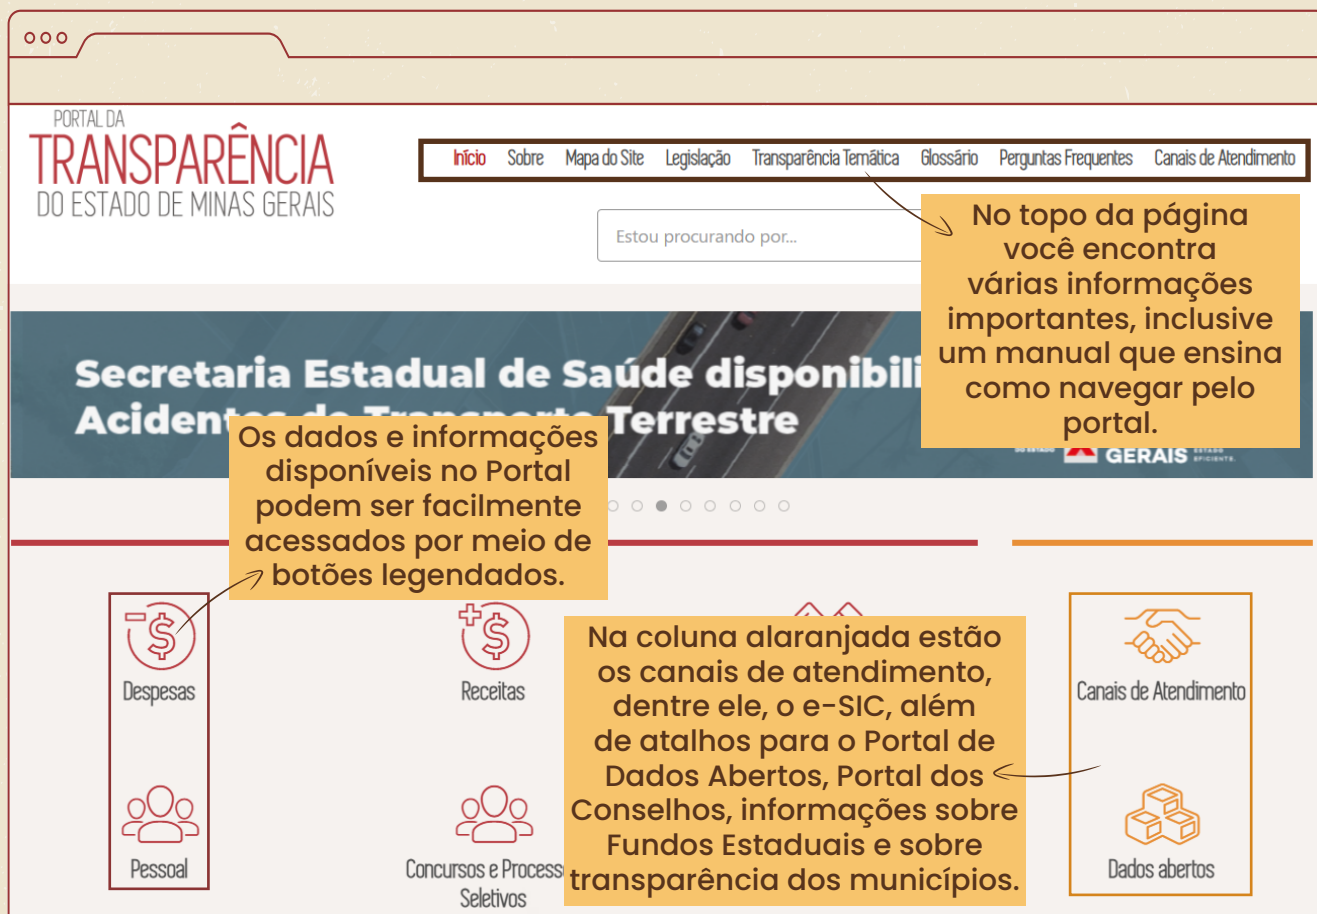 PORTAL DA
TRANSPARÊNCIA
DO ESTADO DE MINAS GERAIS
Início Sobre Mapa do Site Legislação Transparência Temática Glossário Perguntas Frequentes Canais de Atendimento
Estou procurando por...
No topo da página
você encontra
várias informações
importantes, inclusive
um manual que ensina
como navegar pelo
portal.
Secretaria Estadual de Saúde disponibili
Aciden
Terrestre
DO ESTADO
GERAIS
ESTADO
EFICIENTE.
Os dados e informações
disponíveis no Portal
podem ser facilmente
acessados por meio de
botões legendados.
Despesas
Receitas
Na coluna alaranjada estão
os canais de atendimento,
dentre ele, o e-SIC, além
de atalhos para o Portal de
Dados Abertos, Portal dos
Conselhos, informações sobre
Fundos Estaduais e sobre
transparência dos municípios.
Canais de Atendimento
Pessoal
Concursos e Process
Seletivos
Dados abertos